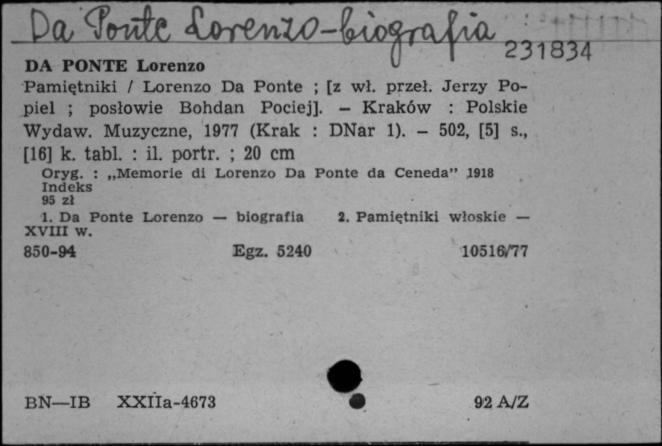 Da Ponte Lorenzo-biografia
231834
DA PONTE Lorenzo
Pamiętniki / Lorenzo Da Ponte ; [z wł. przeł. Jerzy Po-
piel ; posłowie Bohdan Pociej]. — Kraków : Polskie
Wydaw. Muzyczne, 1977 (Krak : DNar 1). — 502, [5] s.,
[16] k. tabl. : il. portr. ; 20 cm
Oryg. : „Memorie di Lorenzo Da Ponte da Ceneda” 1918
Indeks
95 zł
1. Da Ponte Lorenzo — biografia 2. Pamiętniki włoskie —
XVIII w.
850-94 Egz. 5240 10516/77
BN—IB XXIIa-4673 92 A/Z